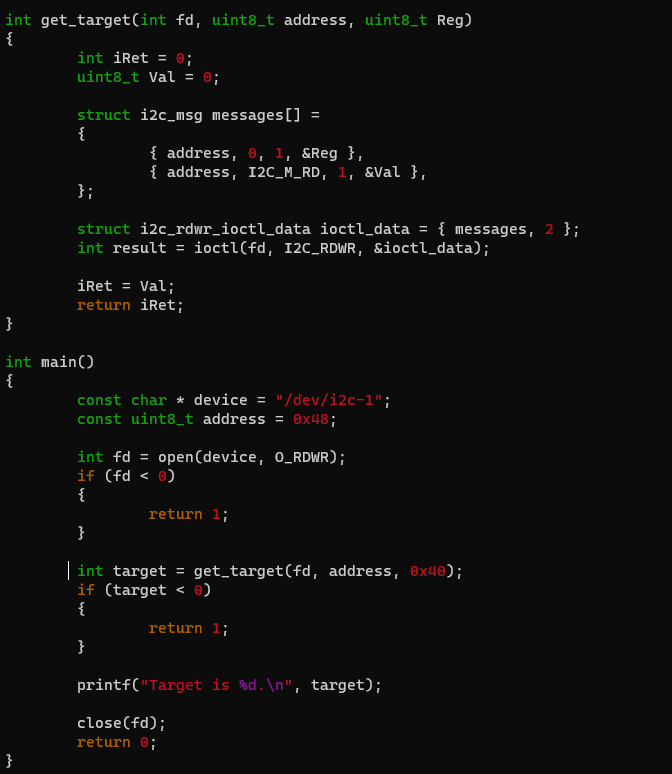 int get_target(int fd, uint8_t address, uint8_t Reg)
{
        int iRet = 0;
        uint8_t Val = 0;

        struct i2c_msg messages[] =
        {
                { address, 0, 1, &Reg },
                { address, I2C_M_RD, 1, &Val },
        };

        struct i2c_rdwr_ioctl_data ioctl_data = { messages, 2 };
        int result = ioctl(fd, I2C_RDWR, &ioctl_data);

        iRet = Val;
        return iRet;
}

int main()
{
        const char * device = "/dev/i2c-1";
        const uint8_t address = 0x48;

        int fd = open(device, O_RDWR);
        if (fd < 0)
        {
                return 1;
        }

        int target = get_target(fd, address, 0x40);
        if (target < 0)
        {
                return 1;
        }

        printf("Target is %d.\n", target);

        close(fd);
        return 0;
}